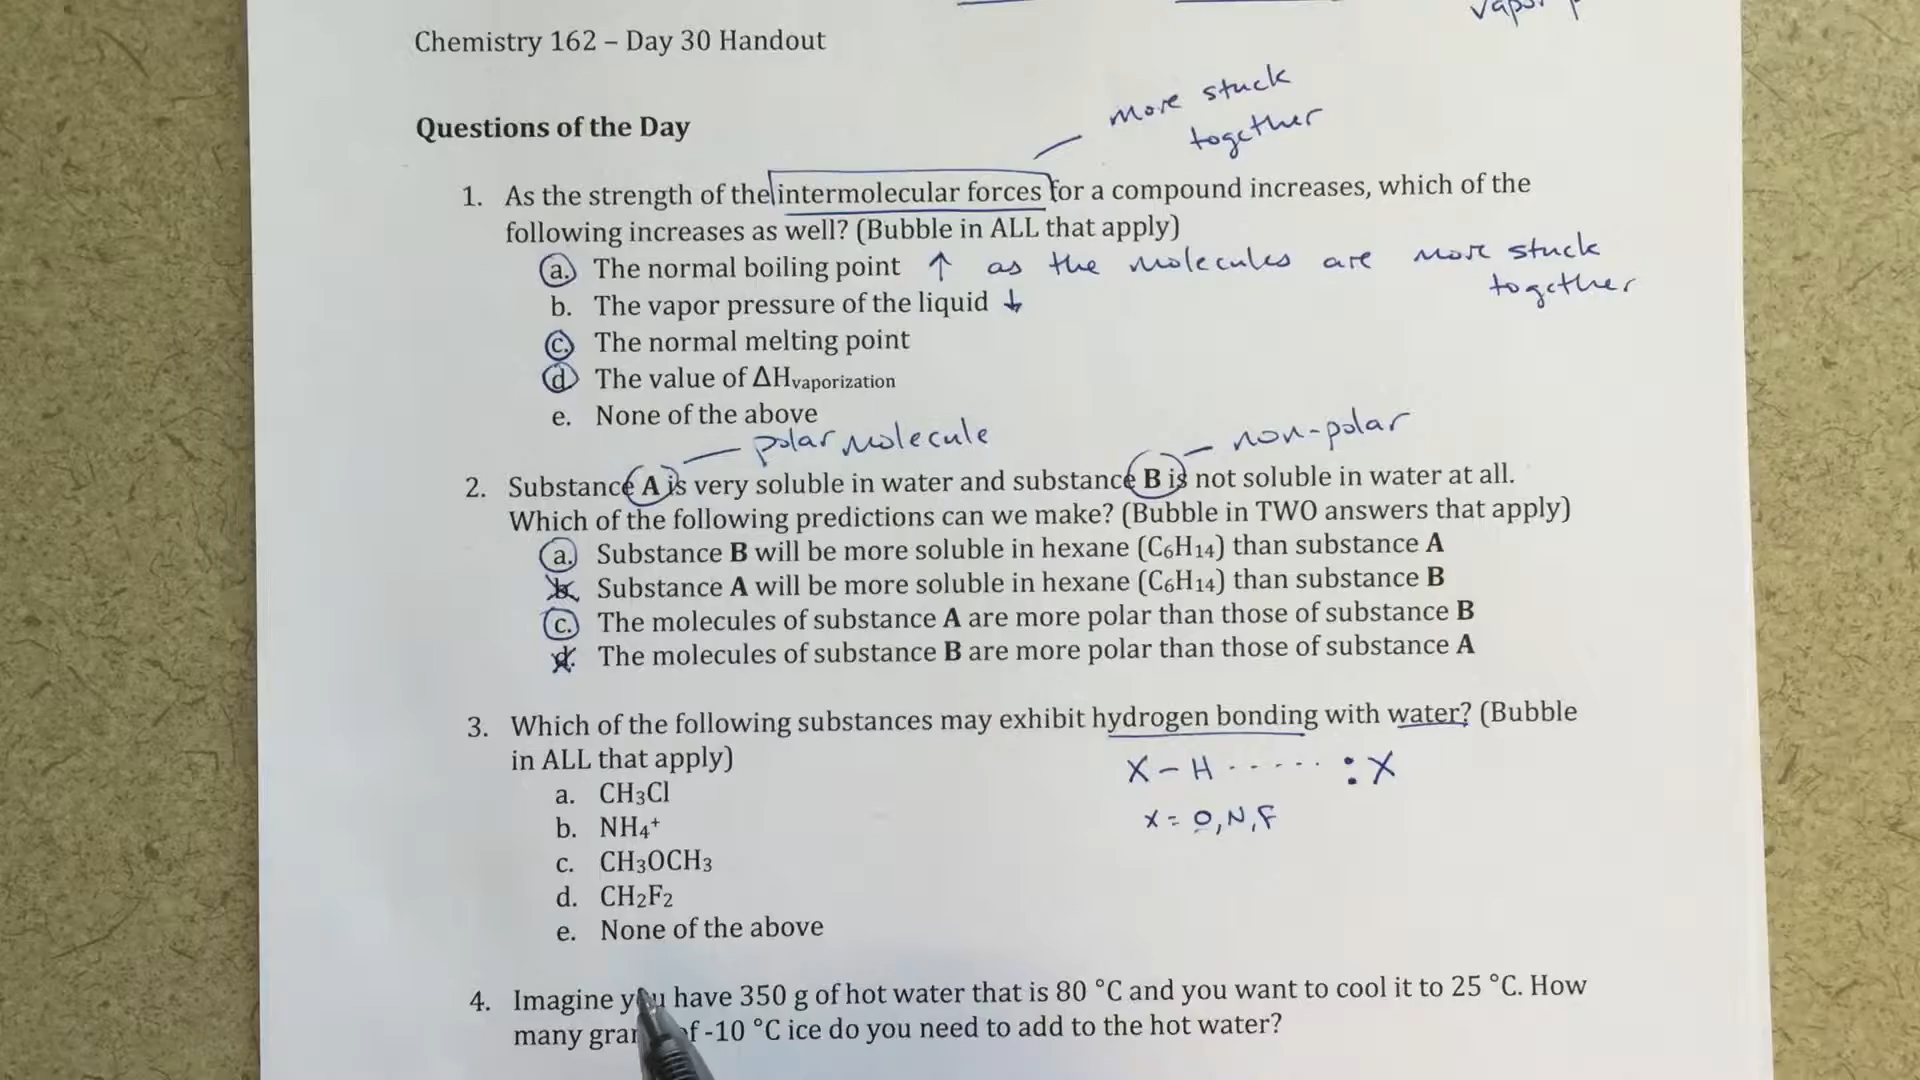 vapor
Chemistry 162 – Day 30 Handout
more stuck
together
Questions of the Day
1. As the strength of the intermolecular forces for a compound increases, which of the
following increases as well? (Bubble in ALL that apply)
a. The normal boiling point ↑ as the molecules are more stuck
together
b. The vapor pressure of the liquid ↓
c. The normal melting point
d. The value of ΔHvaporization
e. None of the above
polar molecule
non-polar
2. Substance A is very soluble in water and substance B is not soluble in water at all.
Which of the following predictions can we make? (Bubble in TWO answers that apply)
a. Substance B will be more soluble in hexane (C6H14) than substance A
b. Substance A will be more soluble in hexane (C6H14) than substance B
c. The molecules of substance A are more polar than those of substance B
d. The molecules of substance B are more polar than those of substance A
3. Which of the following substances may exhibit hydrogen bonding with water? (Bubble
in ALL that apply)
X – H ······ : X
a. CH3Cl
x = O, N, F
b. NH4+
c. CH3OCH3
d. CH2F2
e. None of the above
4. Imagine you have 350 g of hot water that is 80 °C and you want to cool it to 25 °C. How
many -10 °C ice do you need to add to the hot water?